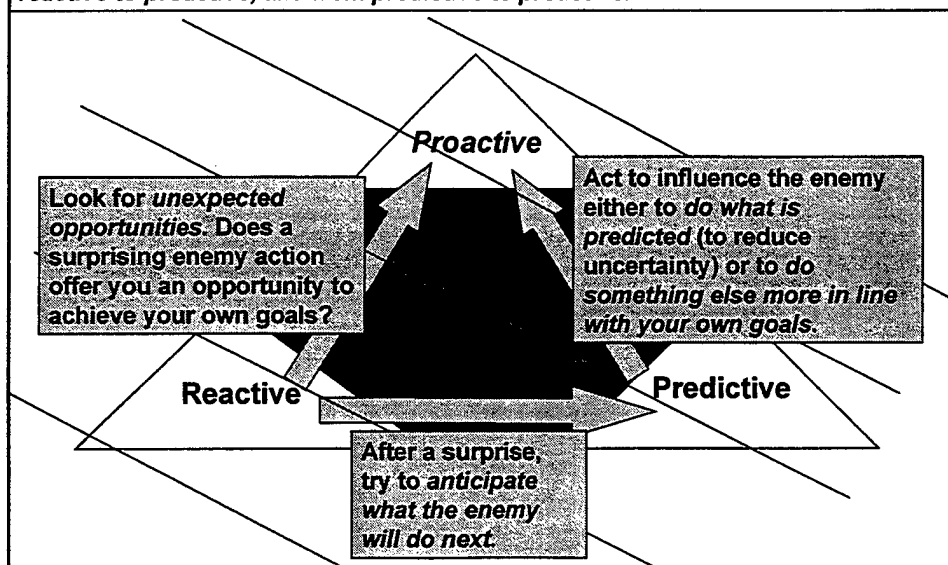 Proactive
Look for unexpected
opportunities. Does a
surprising enemy action
offer you an opportunity to
achieve your own goals?
Act to influence the enemy
either to do what is
predicted (to reduce
uncertainty) or to do
something else more in line
with your own goals.
Reactive
Predictive
After a surprise,
try to anticipate
what the enemy
will do next.